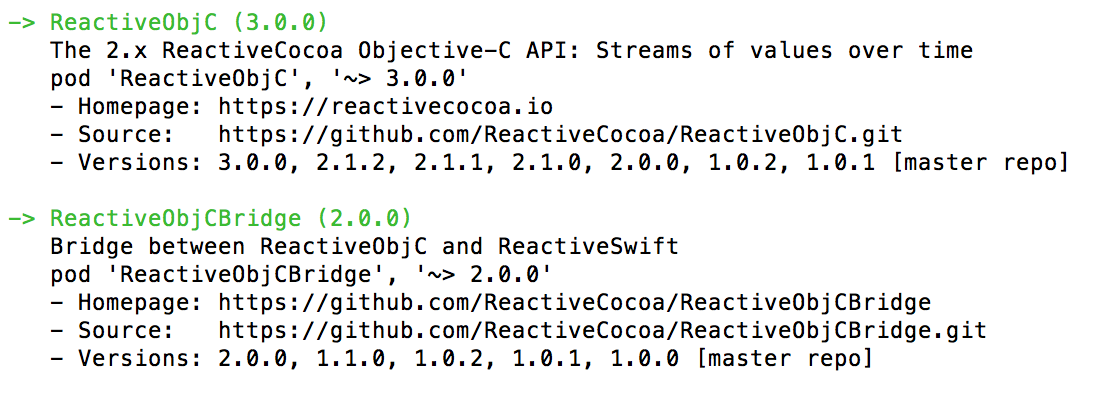 -> ReactiveObjC (3.0.0)
The 2.x ReactiveCocoa Objective-C API: Streams of values over time
pod 'ReactiveObjC', '~> 3.0.0'
- Homepage: https://reactivecocoa.io
- Source:   https://github.com/ReactiveCocoa/ReactiveObjC.git
- Versions: 3.0.0, 2.1.2, 2.1.1, 2.1.0, 2.0.0, 1.0.2, 1.0.1 [master repo]
-> ReactiveObjCBridge (2.0.0)
Bridge between ReactiveObjC and ReactiveSwift
pod 'ReactiveObjCBridge', '~> 2.0.0'
- Homepage: https://github.com/ReactiveCocoa/ReactiveObjCBridge
- Source:   https://github.com/ReactiveCocoa/ReactiveObjCBridge.git
- Versions: 2.0.0, 1.1.0, 1.0.2, 1.0.1, 1.0.0 [master repo]